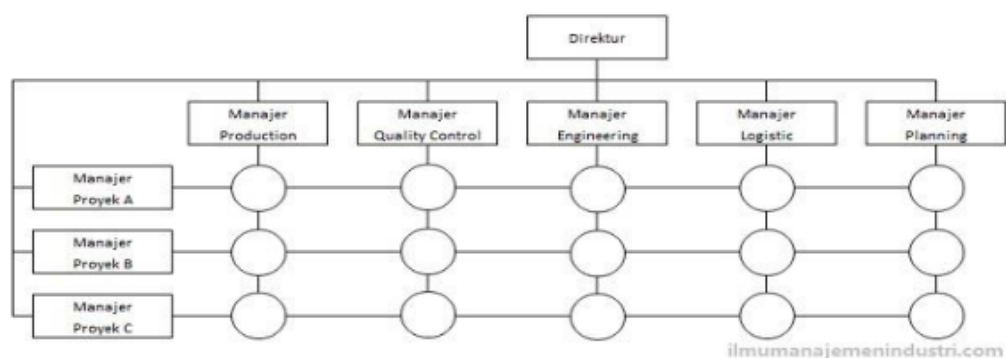 Direktur
Manajer
Production
Manajer
Quality Control
Manajer
Engineering
Manajer
Logistic
Manajer
Planning
Manajer
Proyek A
Manajer
Proyek B
Manajer
Proyek C
ilmumanajemenindustri.com